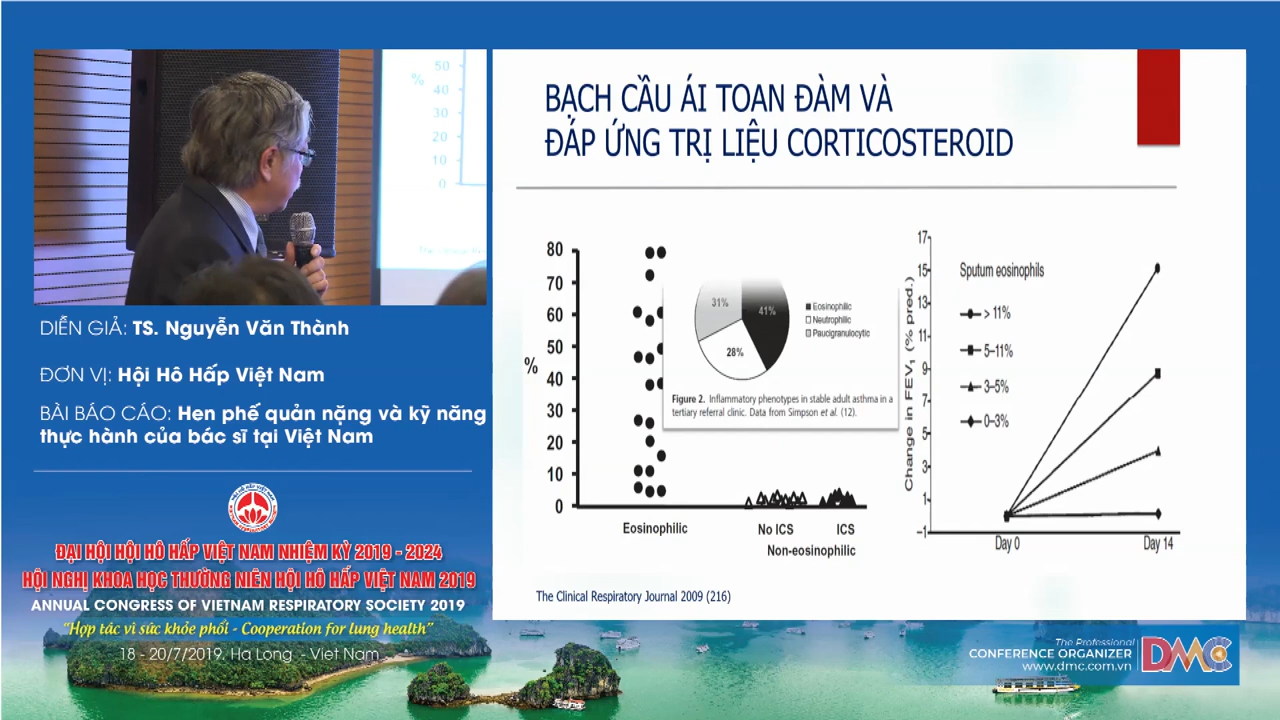 50
%
40
30
20
10
0
DIỄN GIẢ: TS. Nguyễn Văn Thành
ĐƠN VỊ: Hội Hô Hấp Việt Nam
BÀI BÁO CÁO: Hen phế quản nặng và kỹ năng
thực hành của bác sĩ tại Việt Nam
ĐẠI HỘI HỘI HÔ HẤP VIỆT NAM NHIỆM KỲ 2019 - 2024
HỘI NGHỊ KHOA HỌC THƯỜNG NIÊN HỘI HÔ HẤP VIỆT NAM 2019
ANNUAL CONGRESS OF VIETNAM RESPIRATORY SOCIETY 2019
“Hợp tác vì sức khỏe phổi - Cooperation for lung health”
18 - 20/7/2019. Ha Long - Viet Nam
BẠCH CẦU ÁI TOAN ĐÀM VÀ
ĐÁP ỨNG TRỊ LIỆU CORTICOSTEROID
80
70
60
50
%
40
30
20
10
0
Eosinophilic
No ICS
ICS
Non-eosinophilic
31%
41%
28%
Eosinophilic
Neutrophilic
Paucigranulocytic
Figure 2. Inflammatory phenotypes in stable adult asthma in a
tertiary referral clinic. Data from Simpson et al. (12).
Change in FEV1 (% pred.)
17
15
13
11
9
7
5
3
1
−1
Sputum eosinophils
> 11%
5–11%
3–5%
0–3%
Day 0
Day 14
The Clinical Respiratory Journal 2009 (216)
The Professional
CONFERENCE ORGANIZER
www.dmc.com.vn
DMC